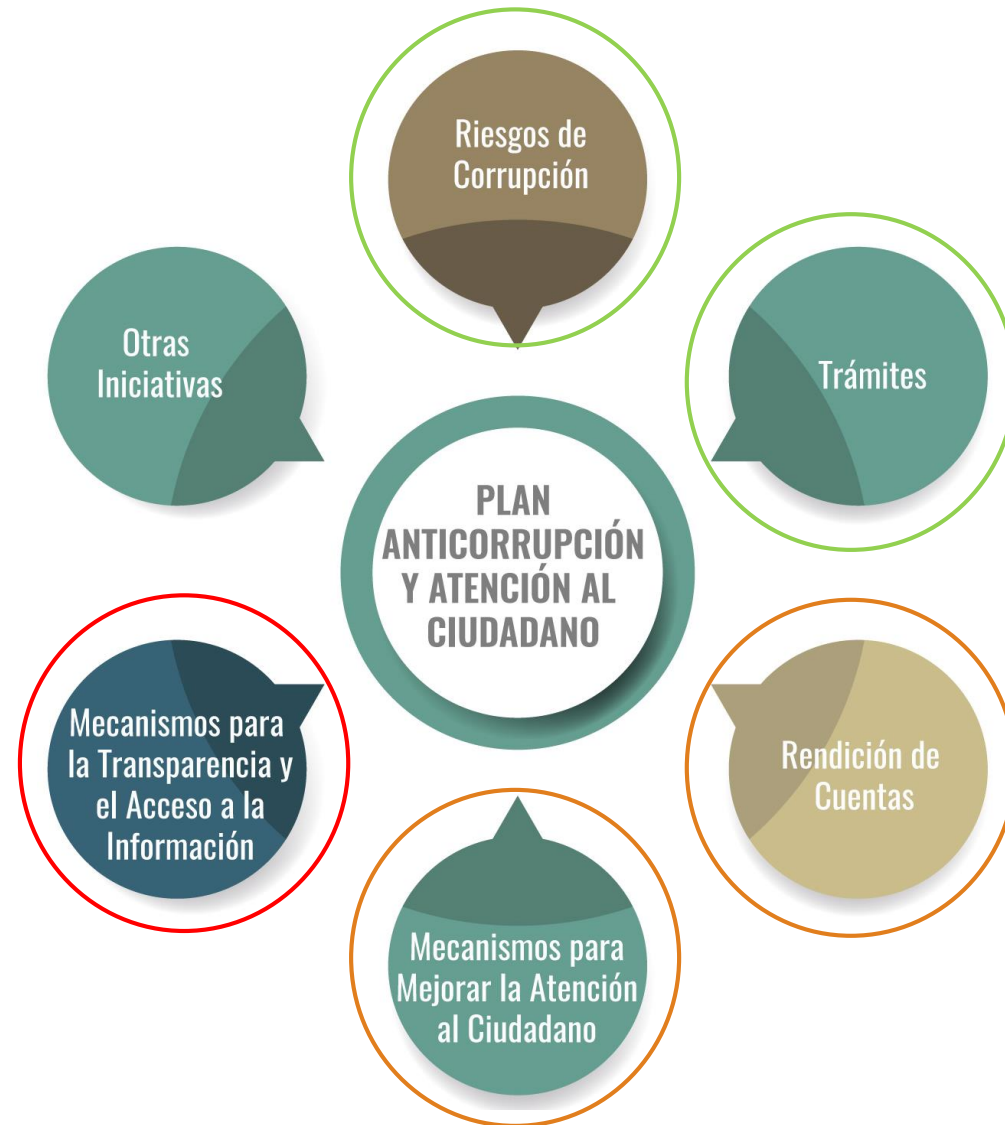 Riesgos de
Corrupción
Otras
Iniciativas
Trámites
PLAN
ANTICORRUPCIÓN
Y ATENCIÓN AL
CIUDADANO
Mecanismos para
la Transparencia y
el Acceso a la
Información
Rendición de
Cuentas
Mecanismos para
Mejorar la Atención
al Ciudadano